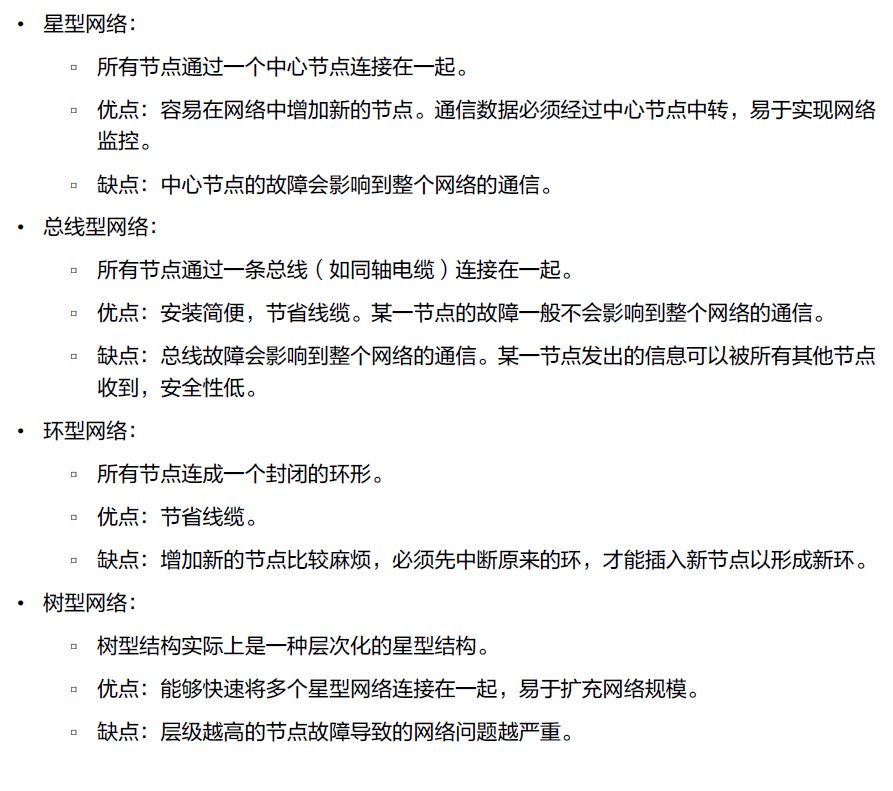 • 星型网络：
▫ 所有节点通过一个中心节点连接在一起。
▫ 优点：容易在网络中增加新的节点。通信数据必须经过中心节点中转，易于实现网络
监控。
▫ 缺点：中心节点的故障会影响到整个网络的通信。
• 总线型网络：
▫ 所有节点通过一条总线（如同轴电缆）连接在一起。
▫ 优点：安装简便，节省线缆。某一节点的故障一般不会影响到整个网络的通信。
▫ 缺点：总线故障会影响到整个网络的通信。某一节点发出的信息可以被所有其他节点
收到，安全性低。
• 环型网络：
▫ 所有节点连成一个封闭的环形。
▫ 优点：节省线缆。
▫ 缺点：增加新的节点比较麻烦，必须先中断原来的环，才能插入新节点以形成新环。
• 树型网络：
▫ 树型结构实际上是一种层次化的星型结构。
▫ 优点：能够快速将多个星型网络连接在一起，易于扩充网络规模。
▫ 缺点：层级越高的节点故障导致的网络问题越严重。